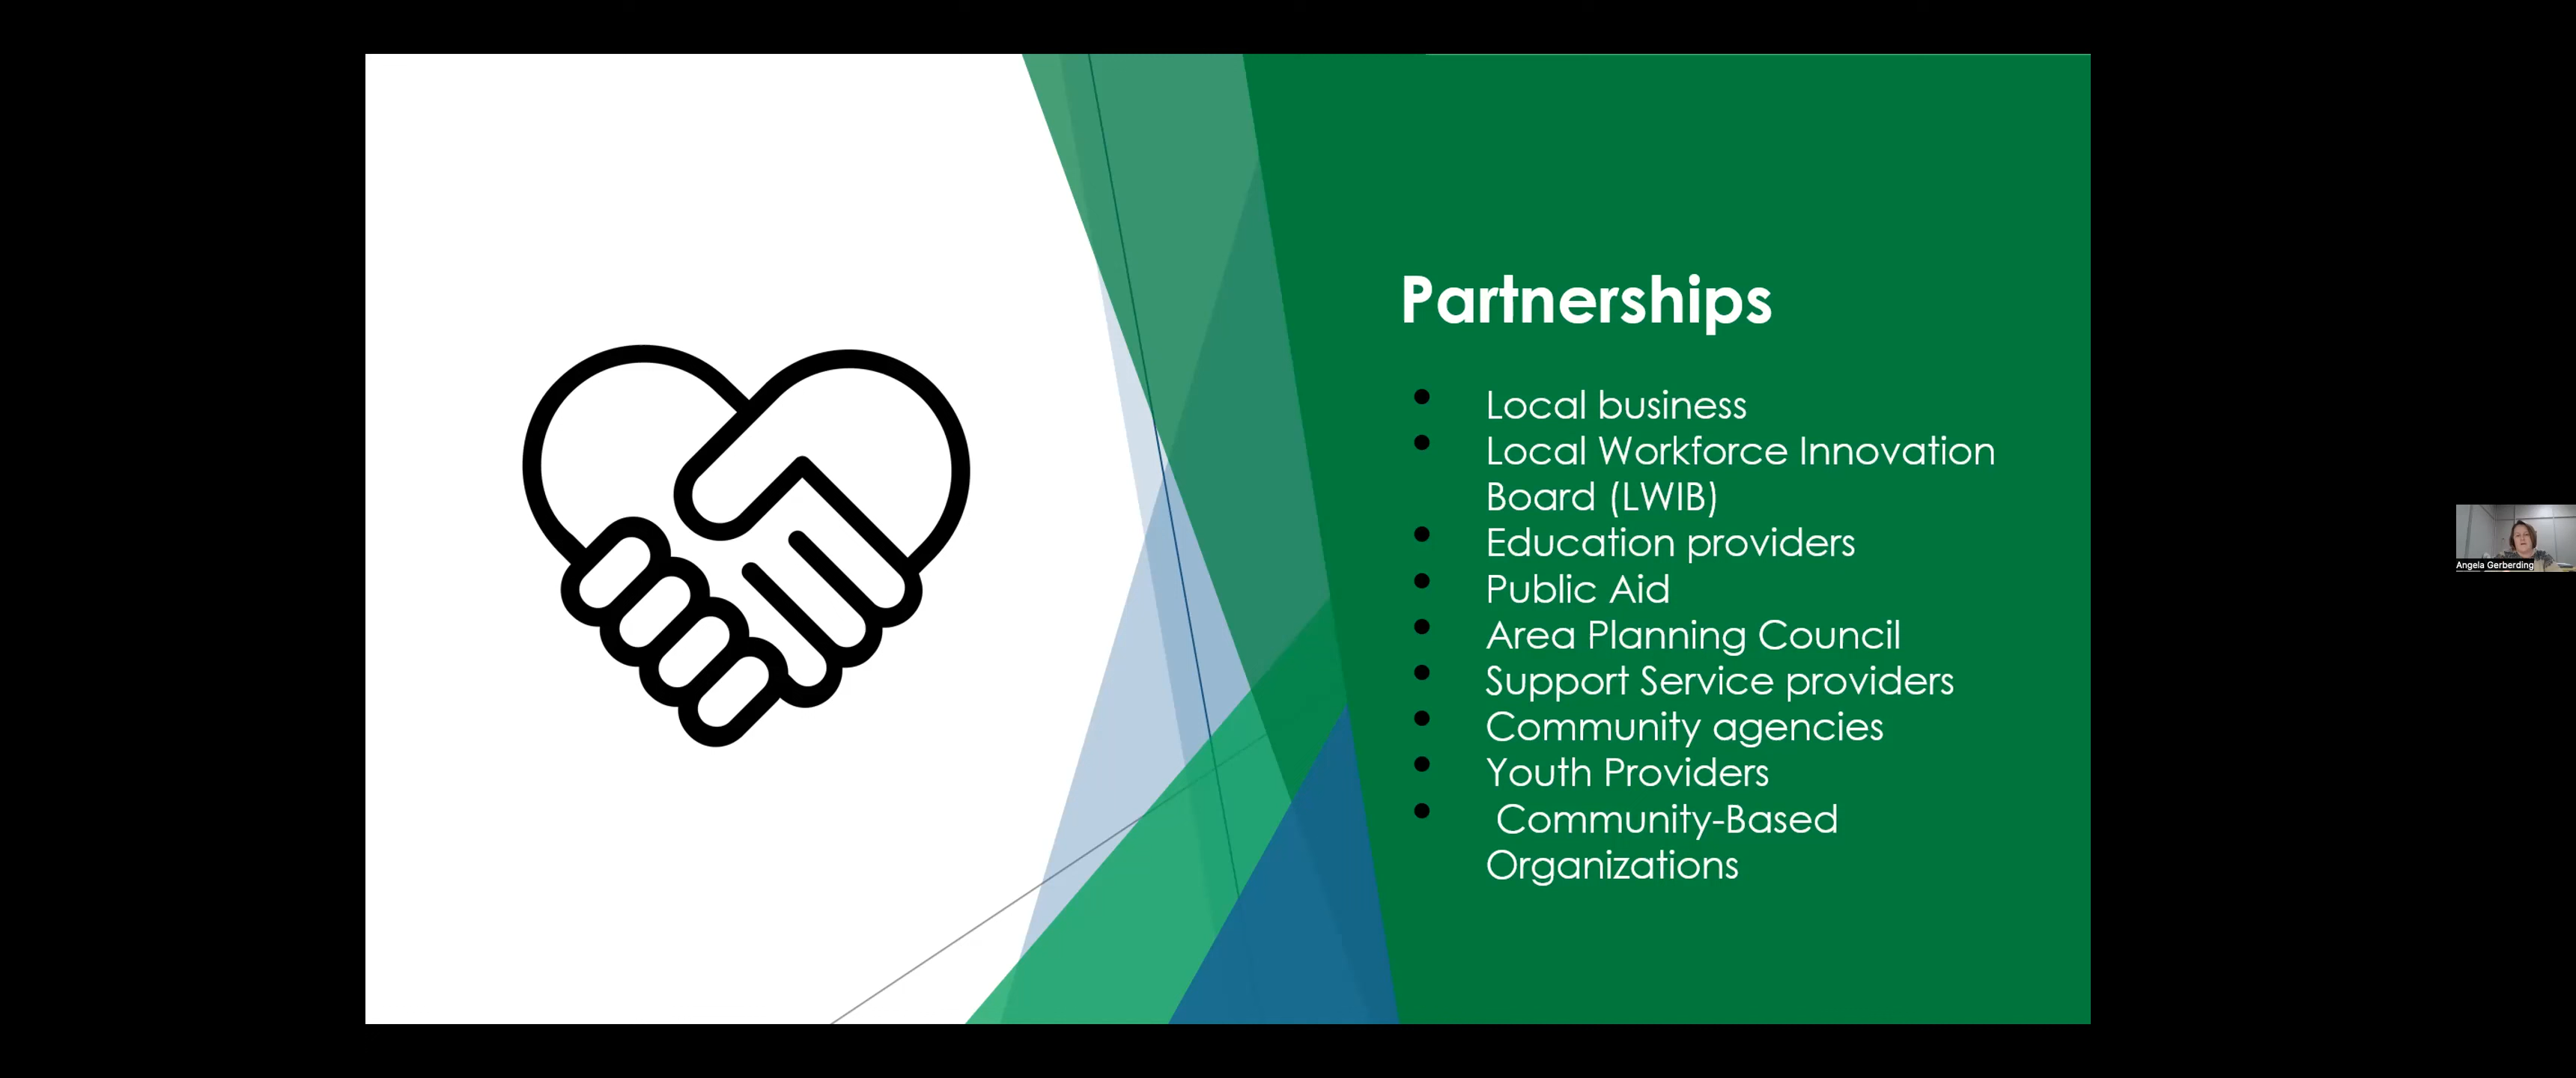 Partnerships
• Local business
• Local Workforce Innovation
Board (LWIB)
• Education providers
• Public Aid
• Area Planning Council
• Support Service providers
• Community agencies
• Youth Providers
• Community-Based
Organizations
Angela Gerberding